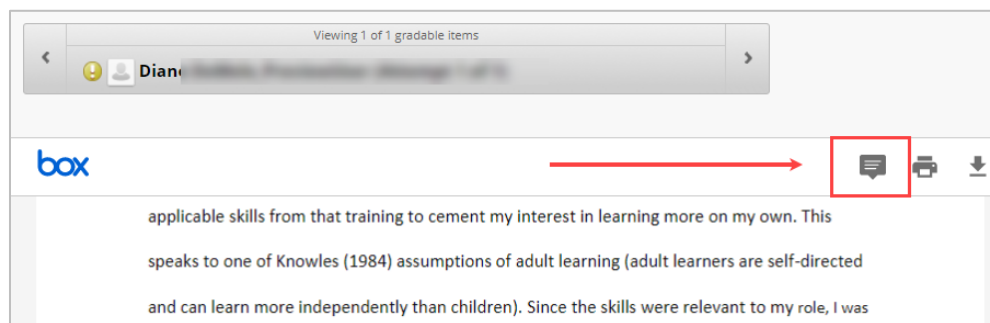 Viewing 1 of 1 gradable items
Diane
box
applicable skills from that training to cement my interest in learning more on my own. This
speaks to one of Knowles (1984) assumptions of adult learning (adult learners are self-directed
and can learn more independently than children). Since the skills were relevant to my role, I was